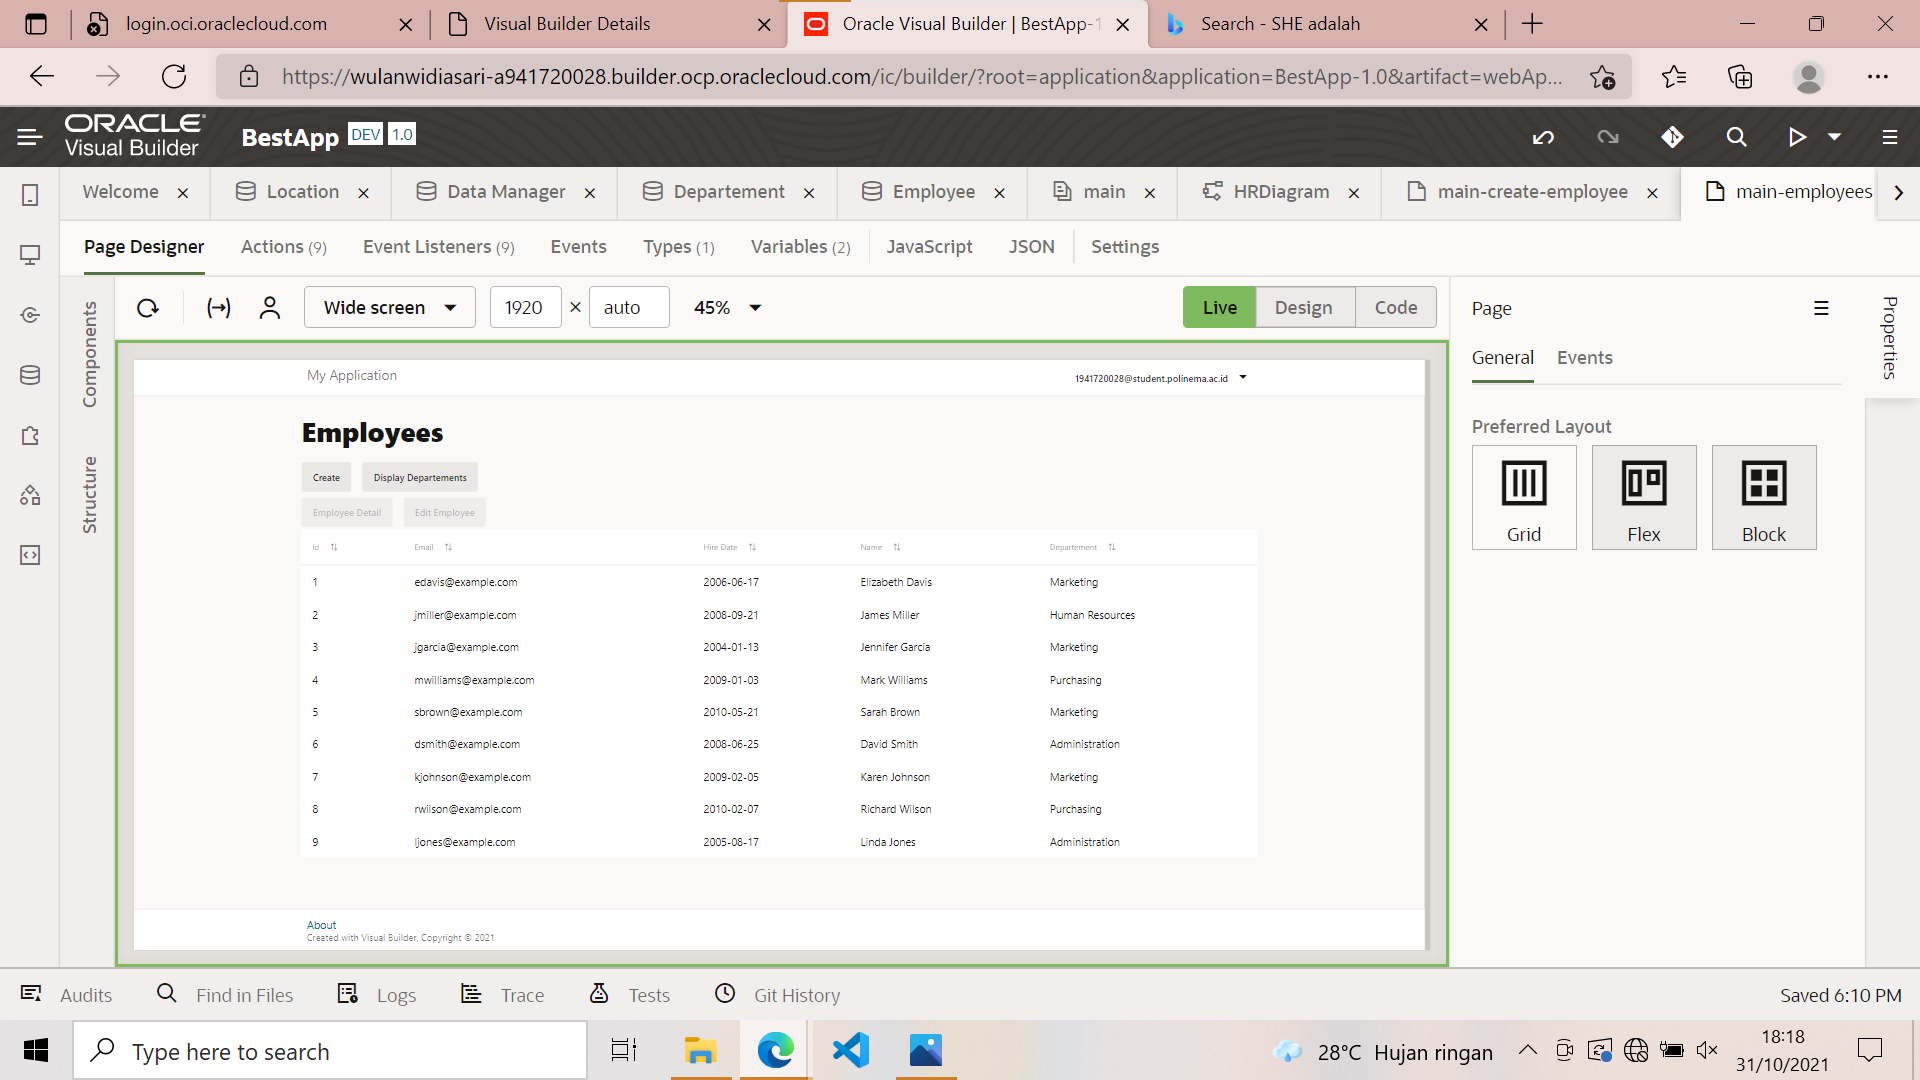 login.oci.oraclecloud.com
Visual Builder Details
Oracle Visual Builder | BestApp-1
Search - SHE adalah
https://wulanwidiasari-a941720028.builder.ocp.oraclecloud.com/ic/builder/?root=application&application=BestApp-1.0&artifact=webAp...
ORACLE
Visual Builder
BestApp DEV 1.0
Welcome
Location
Data Manager
Departement
Employee
main
HRDiagram
main-create-employee
main-employees
Page Designer
Actions (9)
Event Listeners (9)
Events
Types (1)
Variables (2)
JavaScript
JSON
Settings
Components
Structure
Wide screen
1920 × auto
45%
Live
Design
Code
Page
General
Events
Preferred Layout
Grid
Flex
Block
Properties
My Application
1941720028@student.polinema.ac.id
Employees
Create
Display Departements
Employee Detail
Edit Employee
Id Email Hire Date Name Departement
1 edavis@example.com 2006-06-17 Elizabeth Davis Marketing
2 jmiller@example.com 2008-09-21 James Miller Human Resources
3 jgarcia@example.com 2004-01-13 Jennifer Garcia Marketing
4 mwilliams@example.com 2009-01-03 Mark Williams Purchasing
5 sbrown@example.com 2010-05-21 Sarah Brown Marketing
6 dsmith@example.com 2008-06-25 David Smith Administration
7 kjohnson@example.com 2009-02-05 Karen Johnson Marketing
8 rwilson@example.com 2010-02-07 Richard Wilson Purchasing
9 ljones@example.com 2005-08-17 Linda Jones Administration
About
Created with Visual Builder. Copyright © 2021
Audits
Find in Files
Logs
Trace
Tests
Git History
Saved 6:10 PM
Type here to search
28°C Hujan ringan
18:18
31/10/2021